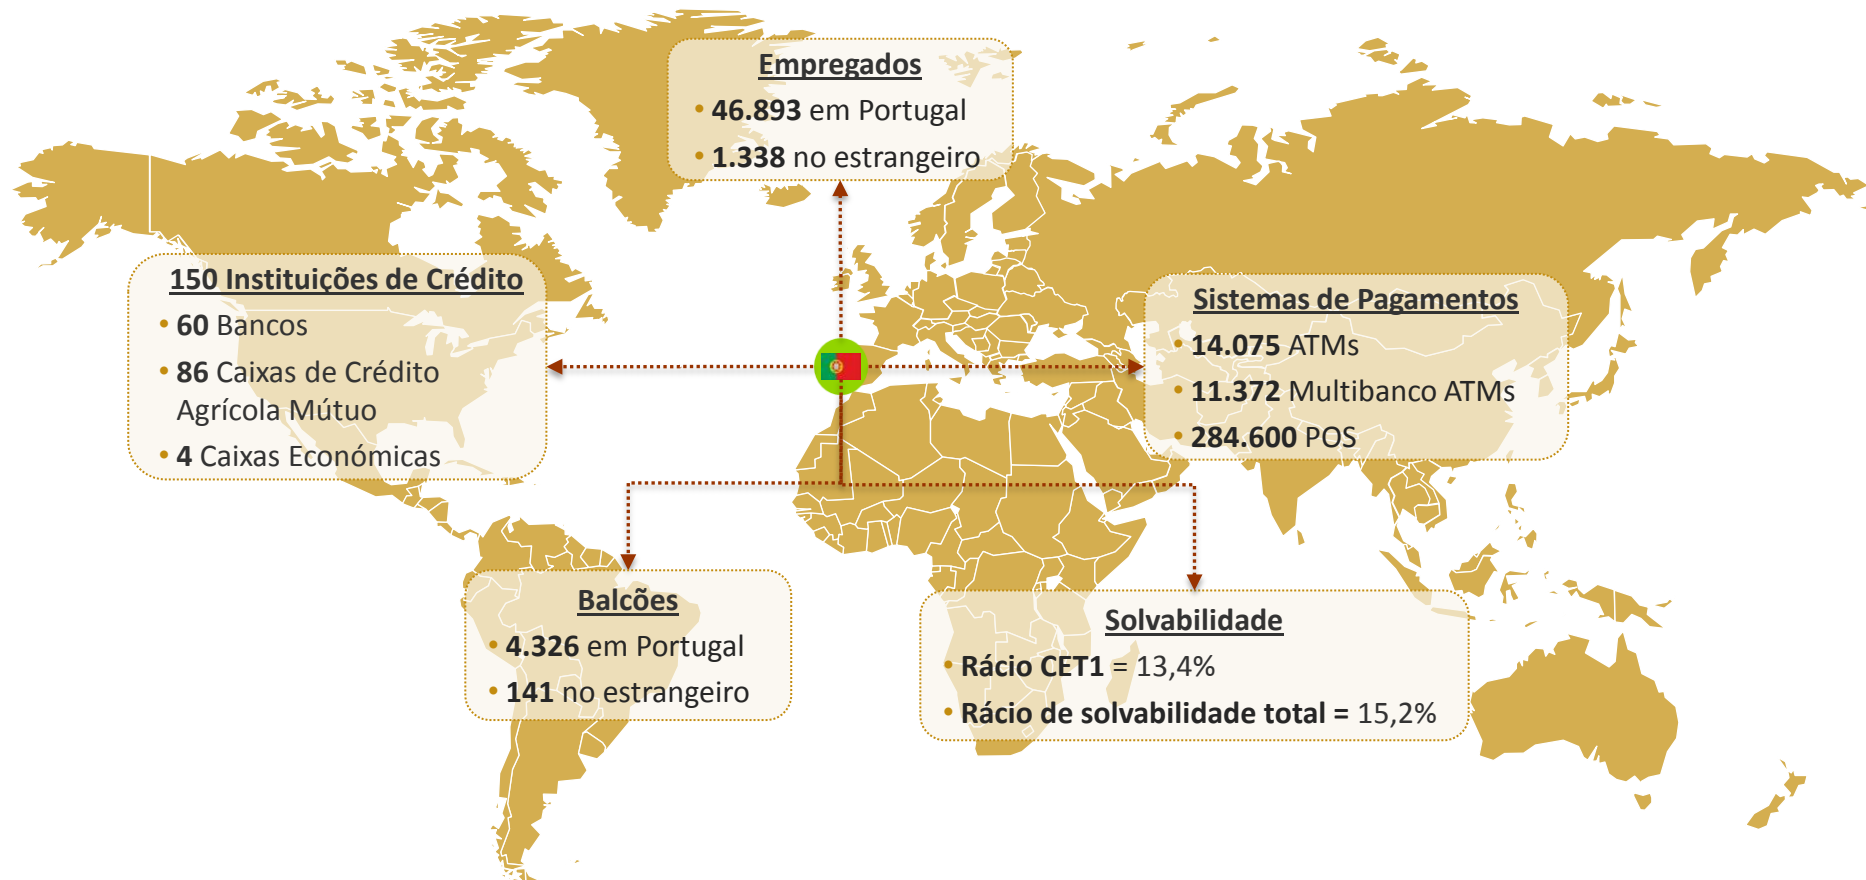 Empregados
• 46.893 em Portugal
• 1.338 no estrangeiro
150 Instituições de Crédito
• 60 Bancos
• 86 Caixas de Crédito
Agrícola Mútuo
• 4 Caixas Económicas
Sistemas de Pagamentos
• 14.075 ATMs
• 11.372 Multibanco ATMs
• 284.600 POS
Balcões
• 4.326 em Portugal
• 141 no estrangeiro
Solvabilidade
• Rácio CET1 = 13,4%
• Rácio de solvabilidade total = 15,2%